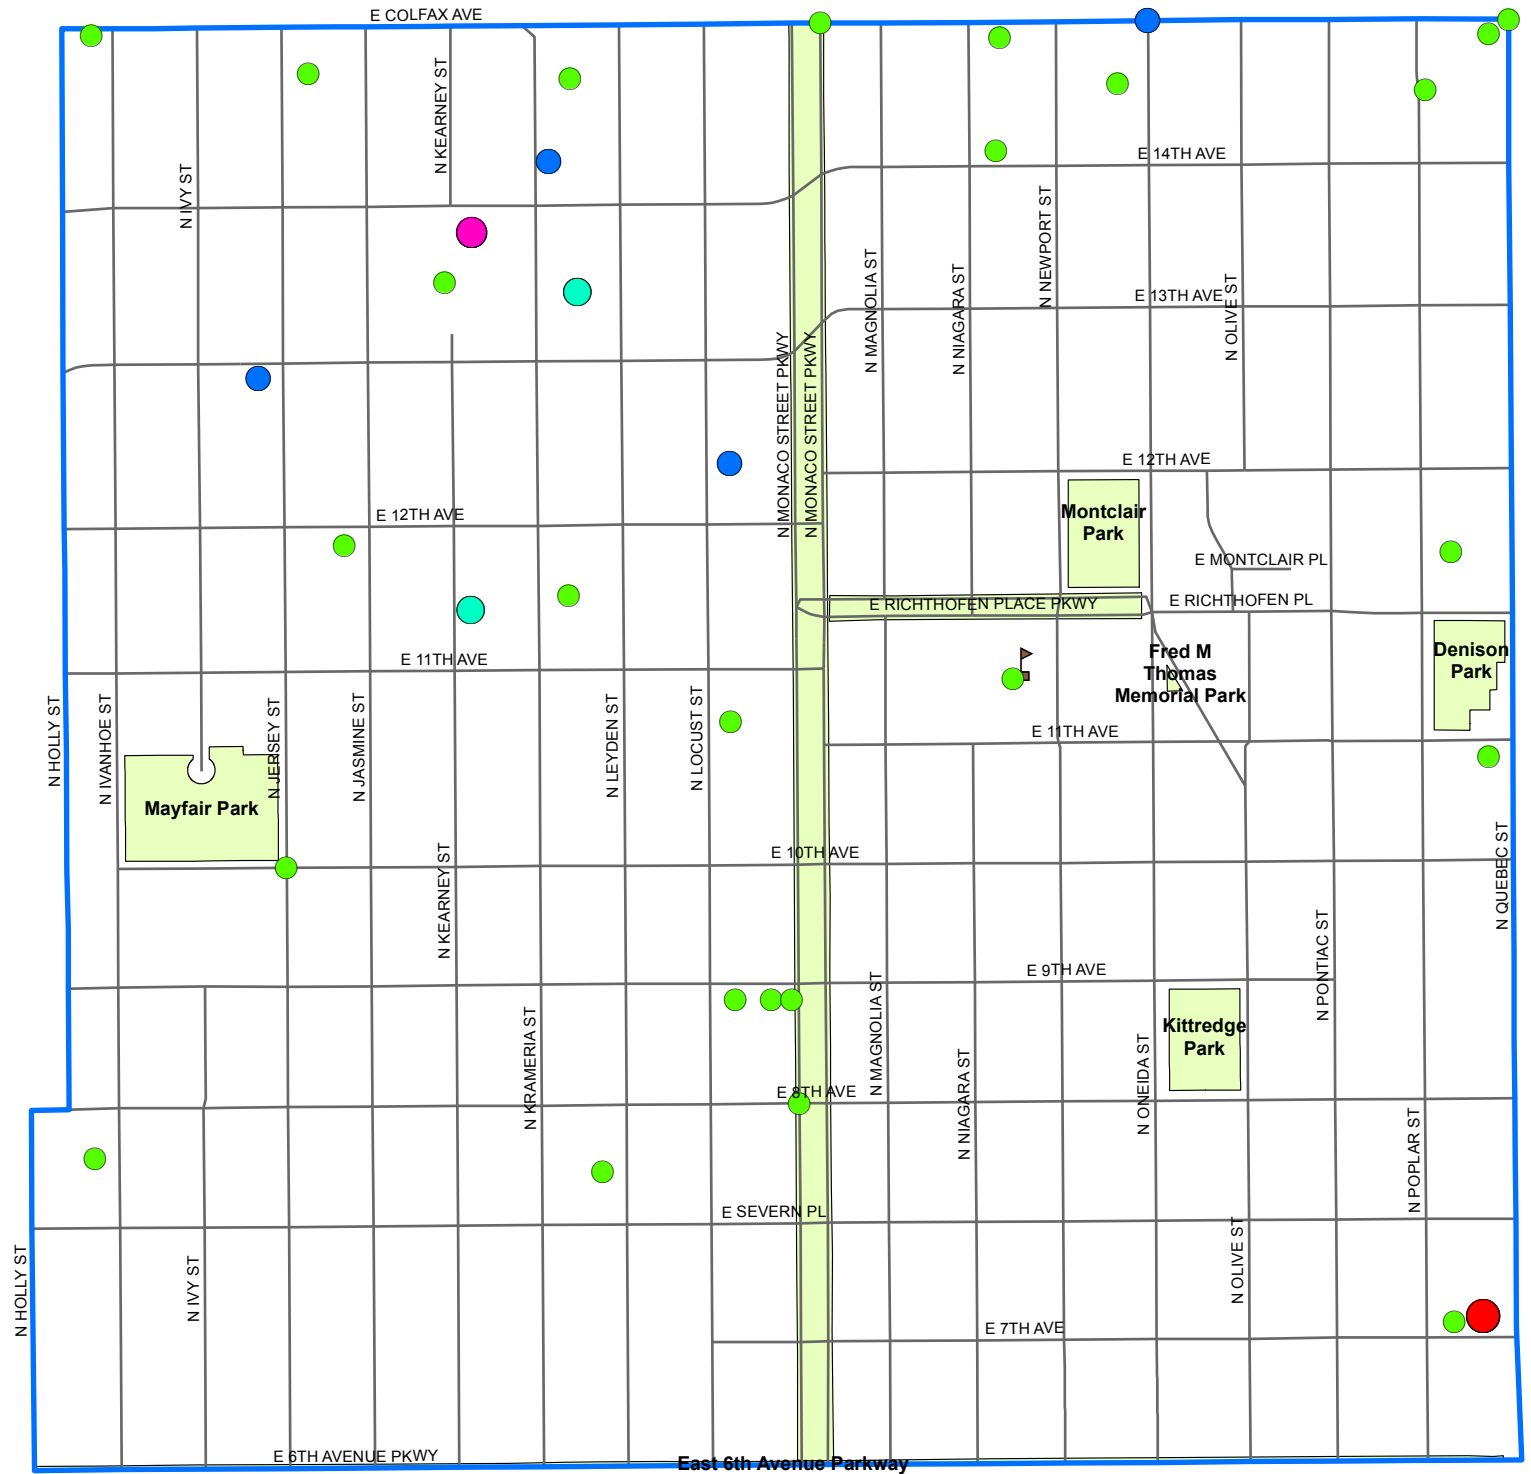 E COLFAX AVE
N KEARNEY ST
E 14TH AVE
N IVY ST
N NEWPORT ST
N MAGNOLIA ST
N NIAGARA ST
E 13TH AVE
N OLIVE ST
N MONACO STREET PKWY
N MONACO STREET PKWY
E 12TH AVE
E 12TH AVE
Montclair
Park
E MONTCLAIR PL
E RICHTHOFEN PLACE PKWY
E RICHTHOFEN PL
E 11TH AVE
Fred M
Thomas
Memorial Park
Denison
Park
N HOLLY ST
N IVANHOE ST
N JERSEY ST
N JASMINE ST
N LEYDEN ST
N LOCUST ST
E 11TH AVE
Mayfair Park
E 10TH AVE
N KEARNEY ST
N QUEBEC ST
N PONTIAC ST
E 9TH AVE
N MAGNOLIA ST
Kittredge
Park
N KRAMERIA ST
N NIAGARA ST
N ONEIDA ST
E 8TH AVE
N POPLAR ST
E SEVERN PL
N HOLLY ST
N IVY ST
N OLIVE ST
E 7TH AVE
E 6TH AVENUE PKWY
East 6th Avenue Parkway